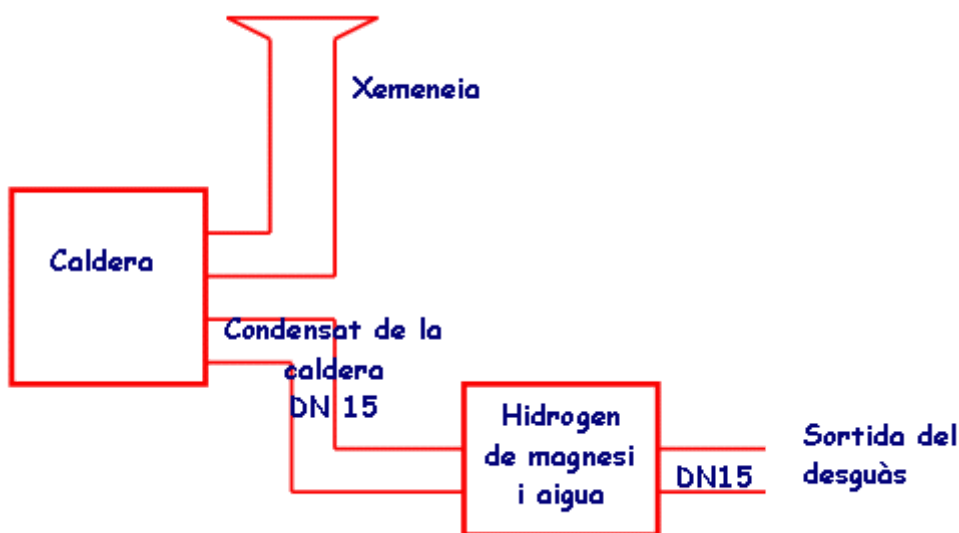 Xemeneia
Caldera
Condensat de la
caldera
DN 15
Hidrogen
de magnesi
i aigua
DN15
Sortida del
desguàs